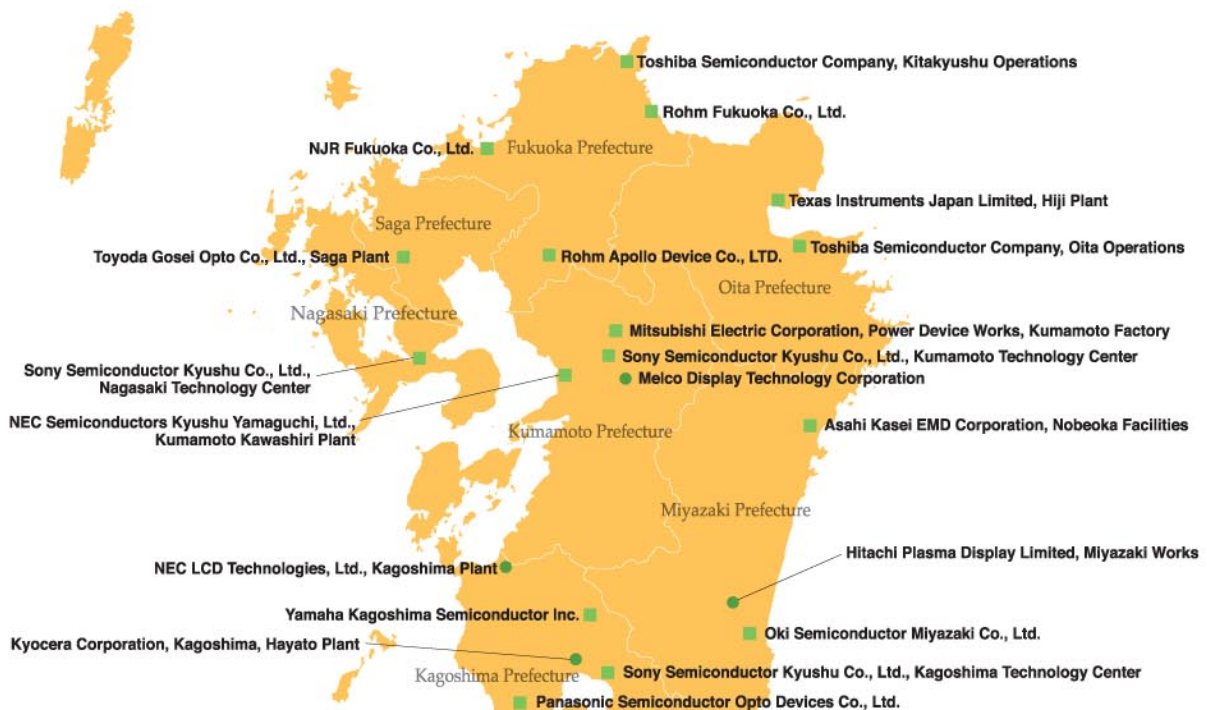 Toshiba Semiconductor Company, Kitakyushu Operations
Rohm Fukuoka Co., Ltd.
NJR Fukuoka Co., Ltd.
Fukuoka Prefecture
Texas Instruments Japan Limited, Hiji Plant
Saga Prefecture
Toshiba Semiconductor Company, Oita Operations
Toyoda Gosei Opto Co., Ltd., Saga Plant
Rohm Apollo Device Co., LTD.
Oita Prefecture
Nagasaki Prefecture
Mitsubishi Electric Corporation, Power Device Works, Kumamoto Factory
Sony Semiconductor Kyushu Co., Ltd., Kumamoto Technology Center
Sony Semiconductor Kyushu Co., Ltd.,
Nagasaki Technology Center
Melco Display Technology Corporation
NEC Semiconductors Kyushu Yamaguchi, Ltd.,
Kumamoto Kawashiri Plant
Kumamoto Prefecture
Asahi Kasei EMD Corporation, Nobeoka Facilities
Miyazaki Prefecture
Hitachi Plasma Display Limited, Miyazaki Works
NEC LCD Technologies, Ltd., Kagoshima Plant
Yamaha Kagoshima Semiconductor Inc.
Oki Semiconductor Miyazaki Co., Ltd.
Kyocera Corporation, Kagoshima, Hayato Plant
Kagoshima Prefecture
Sony Semiconductor Kyushu Co., Ltd., Kagoshima Technology Center
Panasonic Semiconductor Opto Devices Co., Ltd.